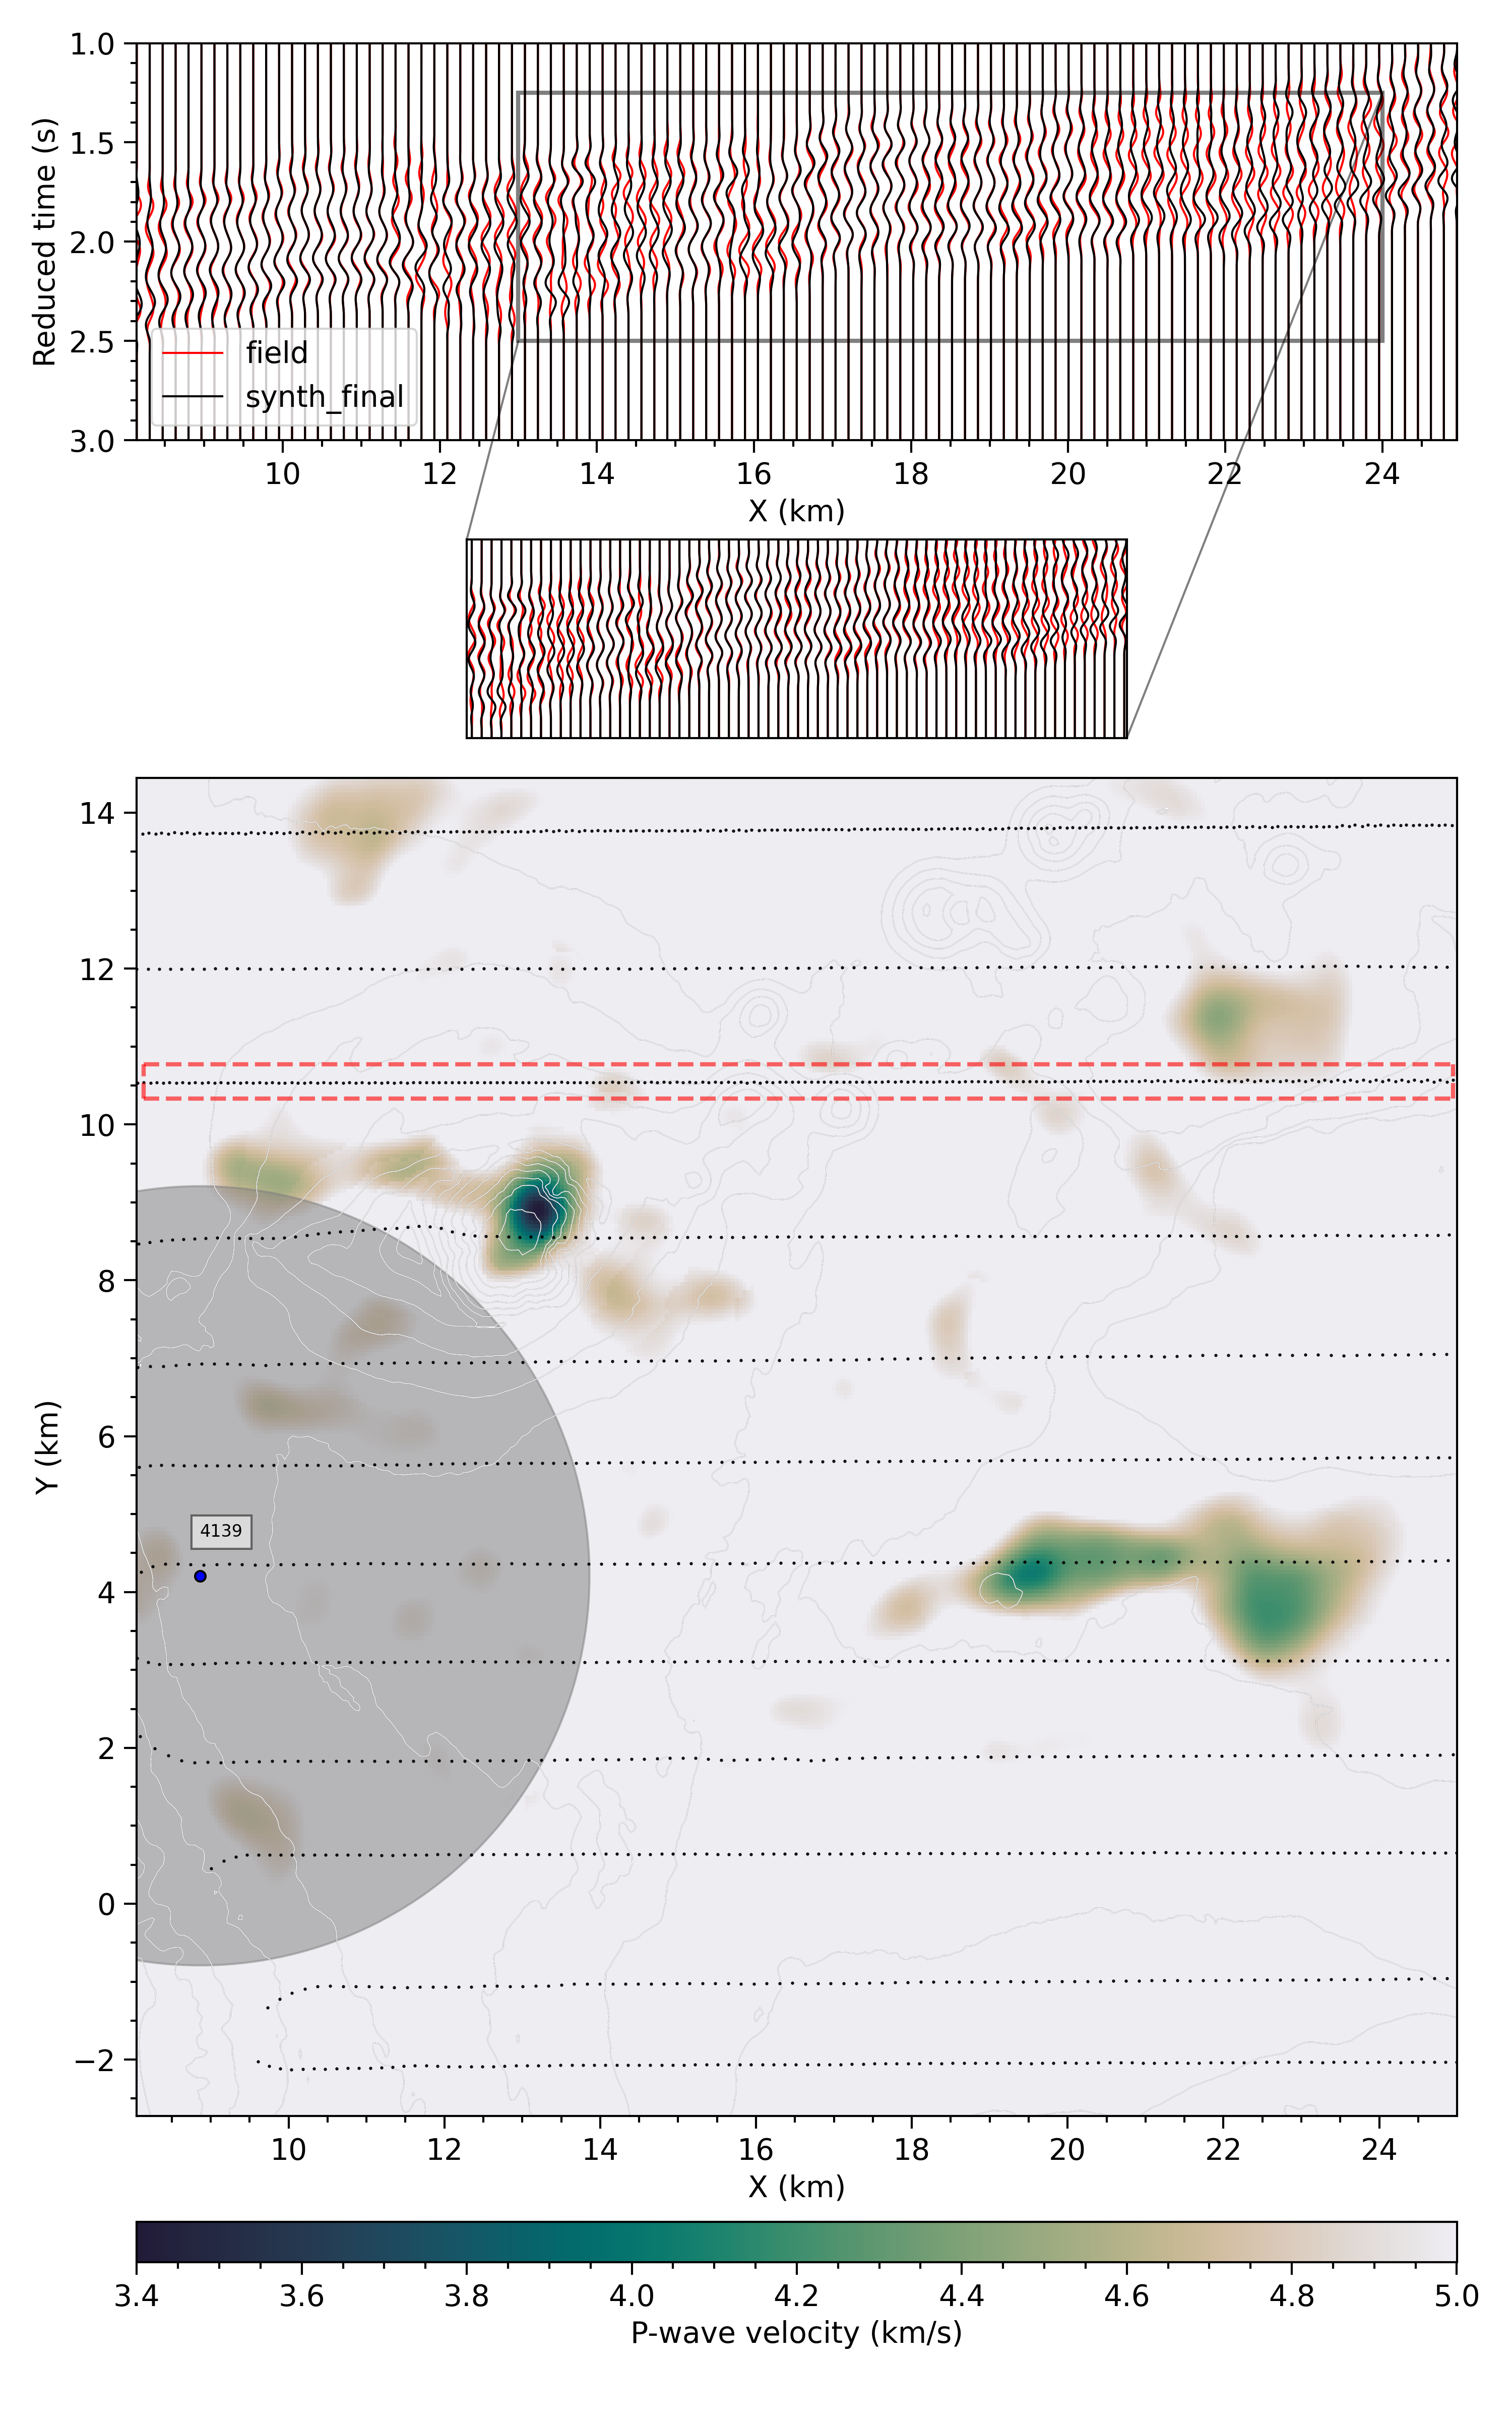 1.0
1.5
2.0
2.5
3.0
Reduced time (s)
field
synth_final
10 12 14 16 18 20 22 24
X (km)
14
12
10
8
6
4
2
0
−2
Y (km)
4139
10 12 14 16 18 20 22 24
X (km)
3.4 3.6 3.8 4.0 4.2 4.4 4.6 4.8 5.0
P-wave velocity (km/s)